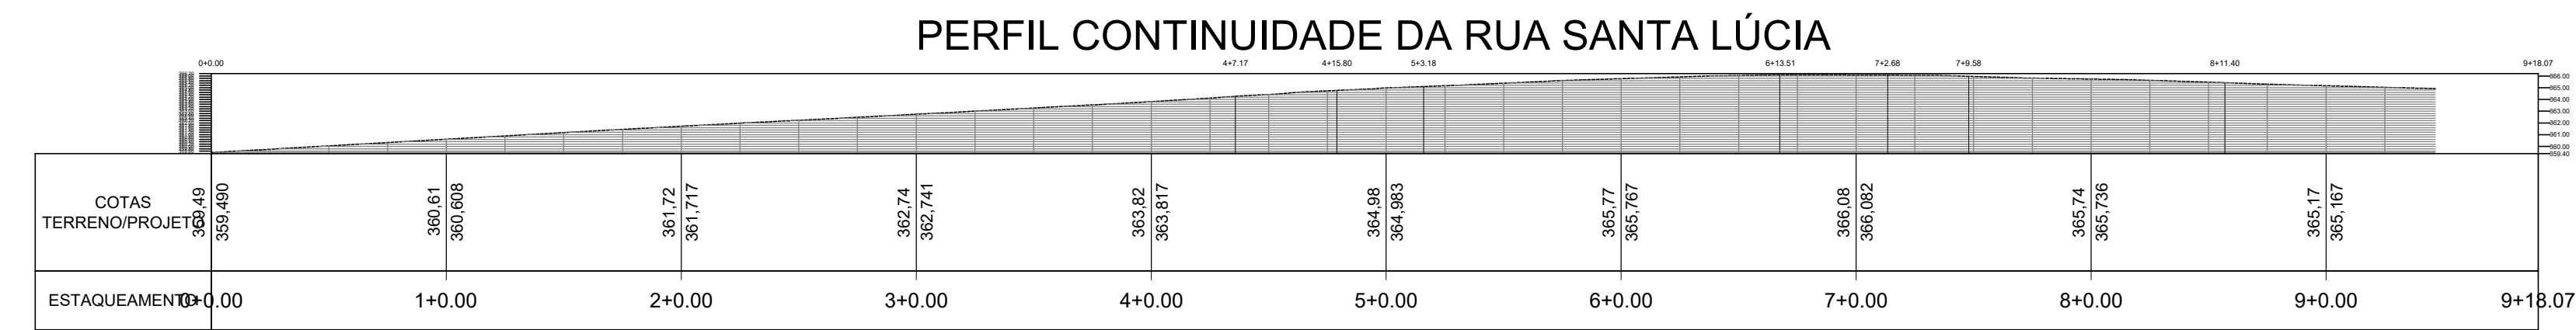 PERFIL CONTINUIDADE DA RUA SANTA LÚCIA
0+0.00 4+7.17 4+15.80 5+3.18 6+13.51 7+2.68 7+9.58 8+11.40 9+18.07
366.00
365.00
364.00
363.00
362.00
361.00
360.00
359.40
COTAS
TERRENO/PROJETO
359,49 359,490 360,61 360,608 361,72 361,717 362,74 362,741 363,82 363,817 364,98 364,983 365,77 365,767 366,08 366,082 365,74 365,736 365,17 365,167
ESTAQUEAMENTO 0+0.00 1+0.00 2+0.00 3+0.00 4+0.00 5+0.00 6+0.00 7+0.00 8+0.00 9+0.00 9+18.07